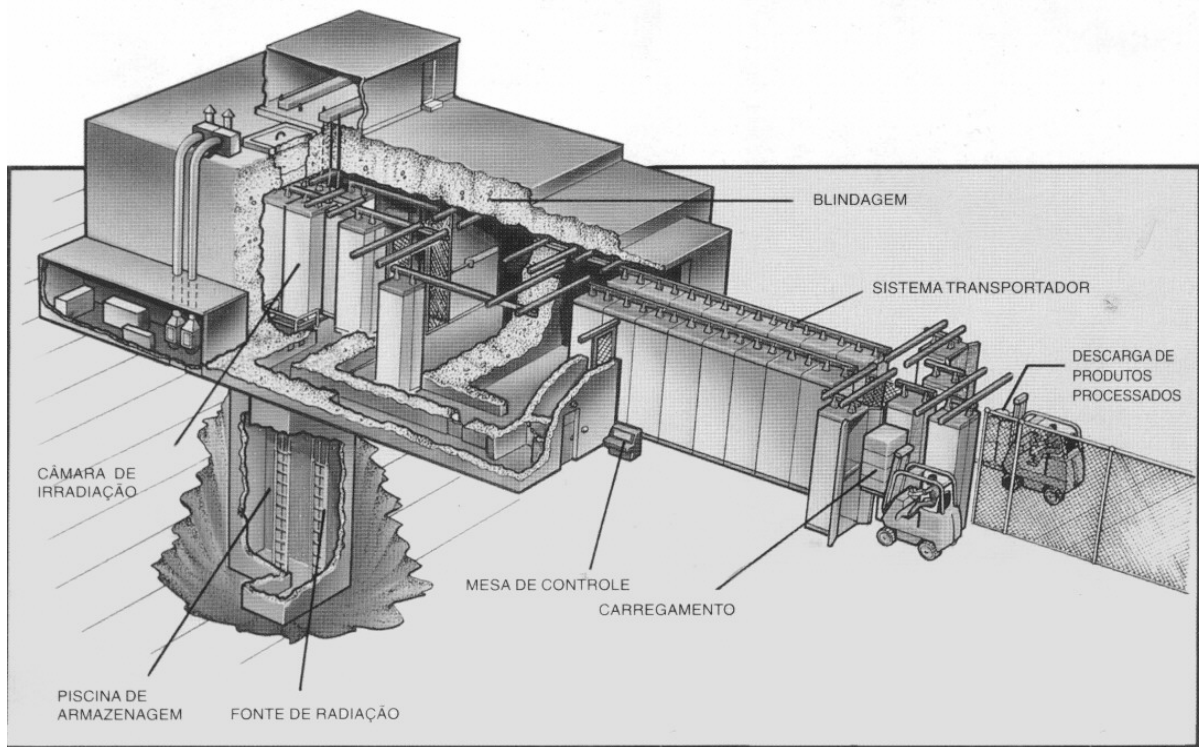 BLINDAGEM
SISTEMA TRANSPORTADOR
DESCARGA DE
PRODUTOS
PROCESSADOS
CÂMARA DE
IRRADIAÇÃO
MESA DE CONTROLE
CARREGAMENTO
PISCINA DE
ARMAZENAGEM
FONTE DE RADIAÇÃO